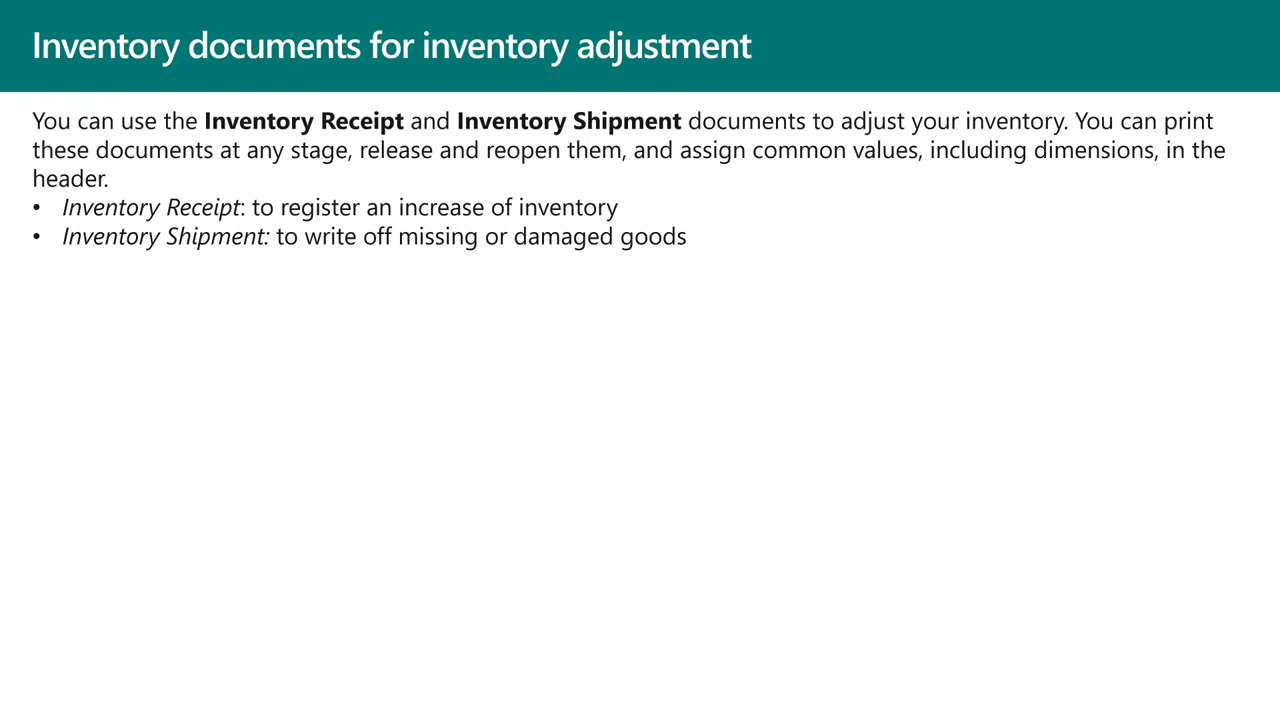 Inventory documents for inventory adjustment
You can use the Inventory Receipt and Inventory Shipment documents to adjust your inventory. You can print
these documents at any stage, release and reopen them, and assign common values, including dimensions, in the
header.
• Inventory Receipt: to register an increase of inventory
• Inventory Shipment: to write off missing or damaged goods